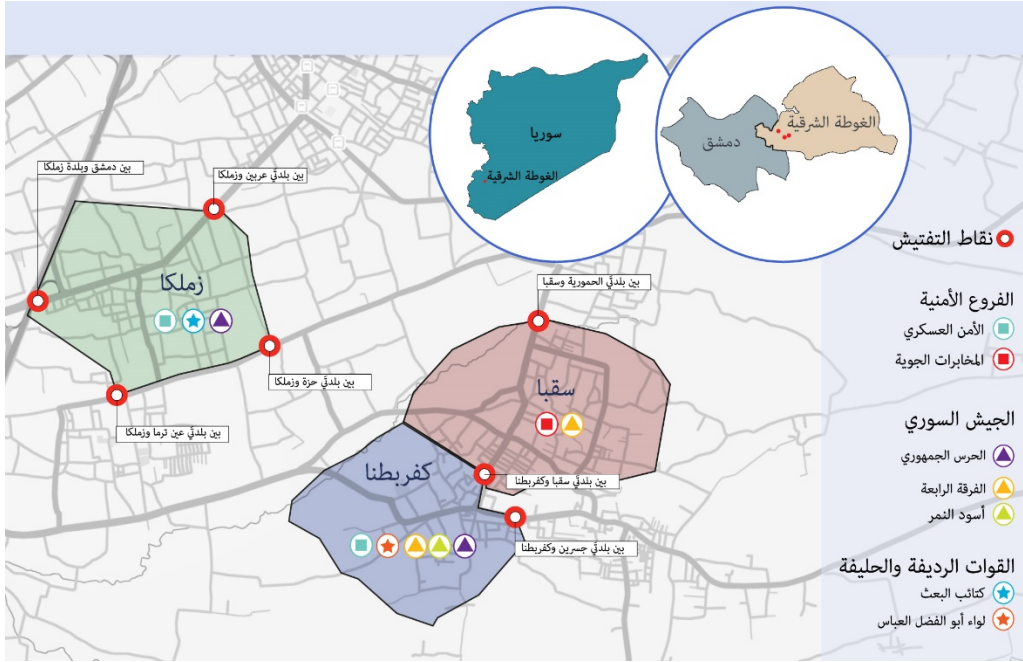 سوريا
الغوطة الشرقية
الغوطة الشرقية
دمشق
بين دمشق وبلدة زملكا
بين بلدتَي عربين وزملكا
زملكا
بين بلدتَي حزة وزملكا
بين بلدتَي عين ترما وزملكا
بين بلدتَي الحمورية وسقبا
سقبا
كفربطنا
بين بلدتَي سقبا وكفربطنا
بين بلدتَي جسرين وكفربطنا
نقاط التفتيش
الفروع الأمنية
الأمن العسكري
المخابرات الجوية
الجيش السوري
الحرس الجمهوري
الفرقة الرابعة
أسود النمر
القوات الرديفة والحليفة
كتائب البعث
لواء أبو الفضل العباس